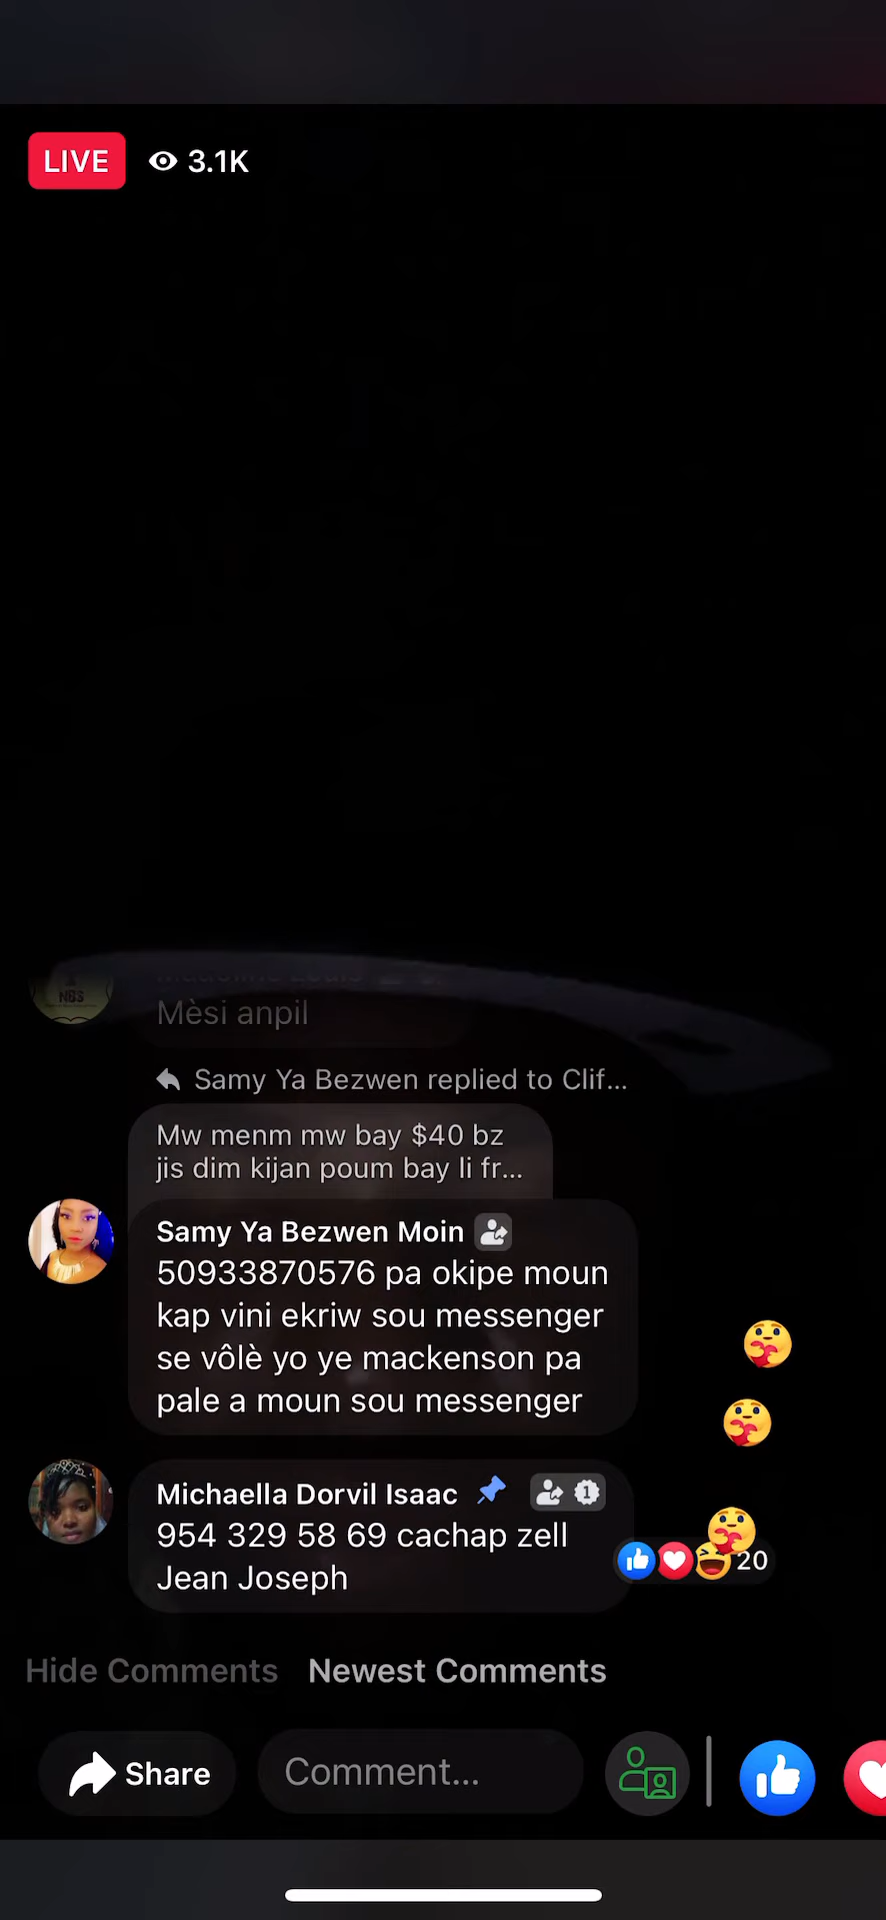 LIVE 3.1K
NBS
Mèsi anpil
Samy Ya Bezwen replied to Clif...
Mw menm mw bay $40 bz
jis dim kijan poum bay li fr...
Samy Ya Bezwen Moin
50933870576 pa okipe moun
kap vini ekriw sou messenger
se vôlè yo ye mackenson pa
pale a moun sou messenger
Michaella Dorvil Isaac 1
954 329 58 69 cachap zell
Jean Joseph
20
Hide Comments Newest Comments
Share Comment...